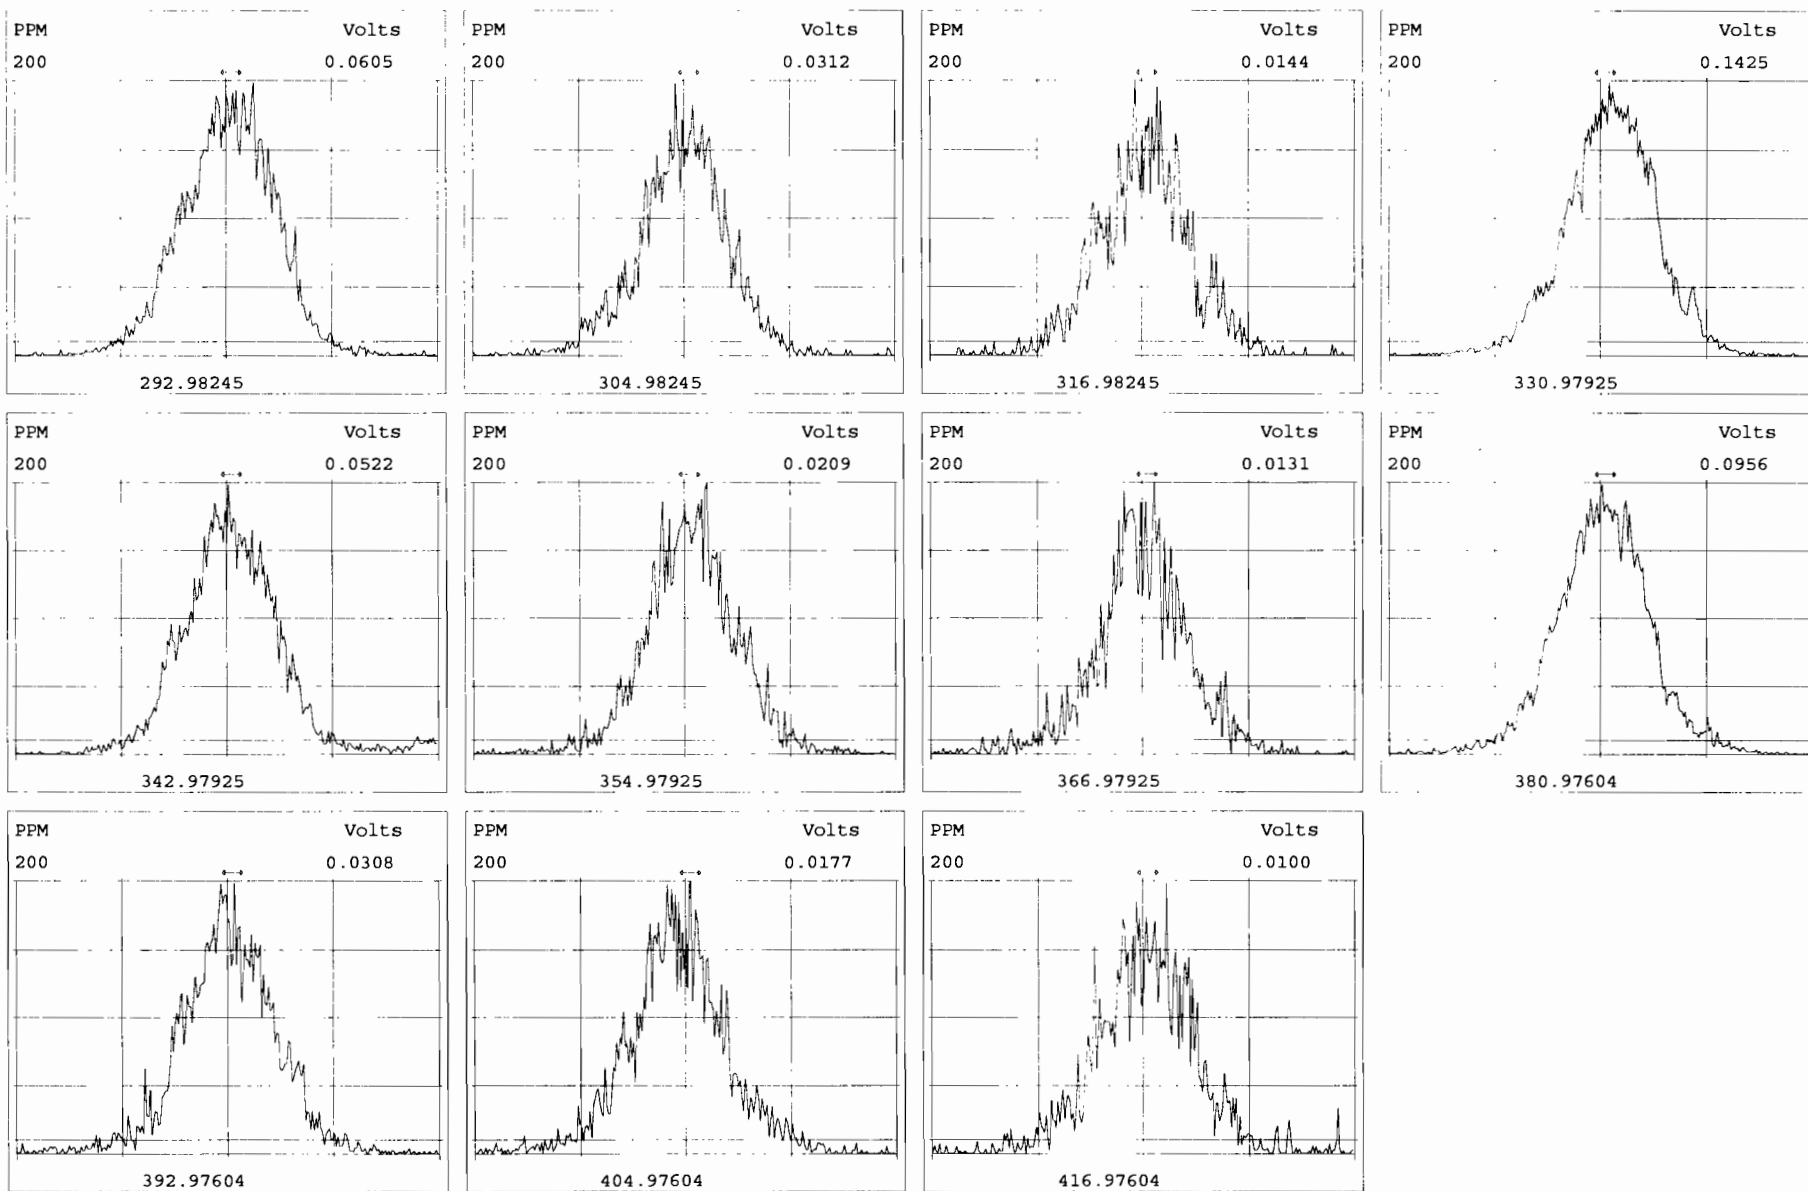 PPM Volts
200 0.0605
292.98245
PPM Volts
200 0.0312
304.98245
PPM Volts
200 0.0144
316.98245
PPM Volts
200 0.1425
330.97925
PPM Volts
200 0.0522
342.97925
PPM Volts
200 0.0209
354.97925
PPM Volts
200 0.0131
366.97925
PPM Volts
200 0.0956
380.97604
PPM Volts
200 0.0308
392.97604
PPM Volts
200 0.0177
404.97604
PPM Volts
200 0.0100
416.97604